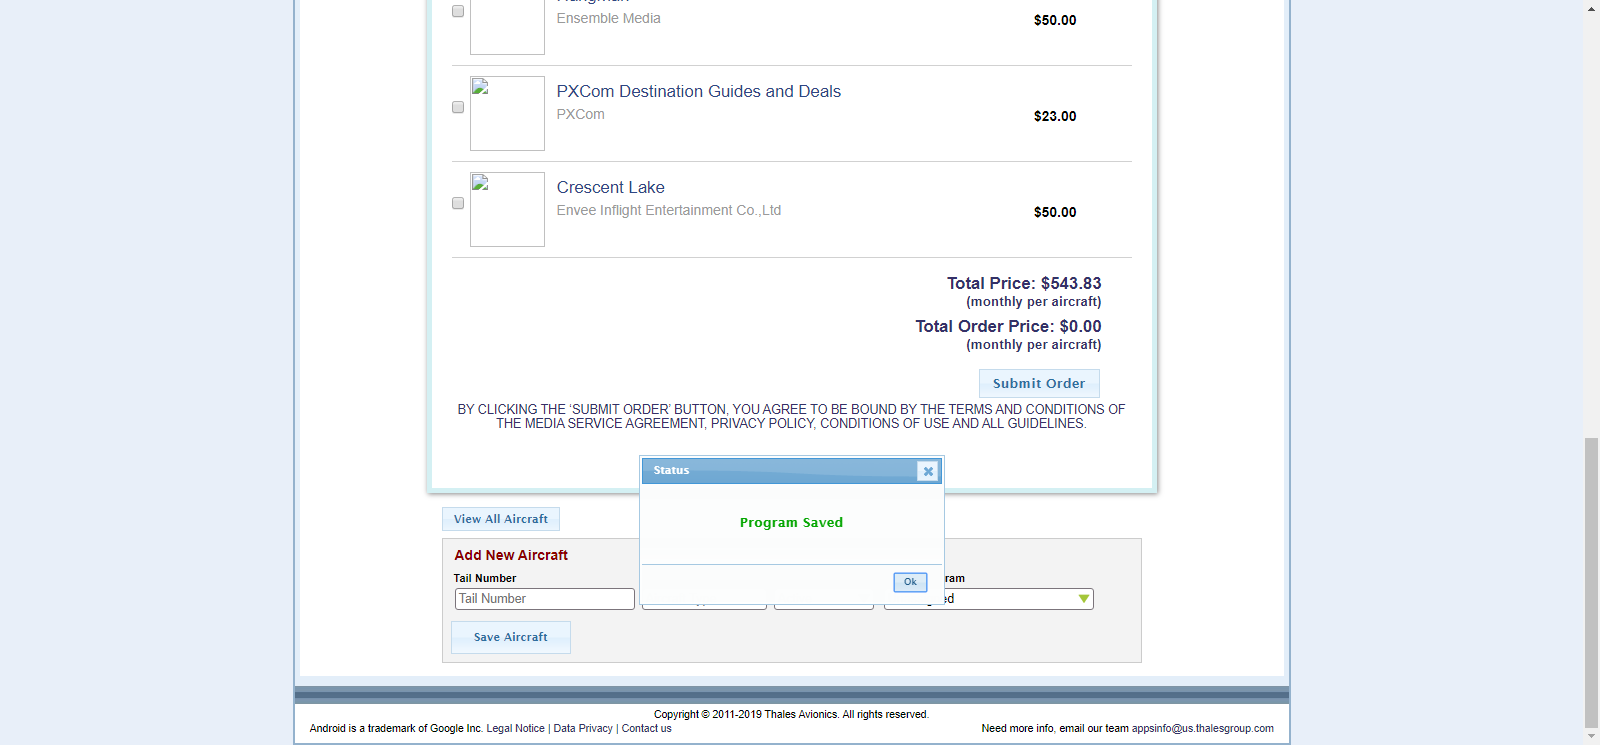 Ensemble Media
$50.00
PXCom Destination Guides and Deals
PXCom
$23.00
Crescent Lake
Envee Inflight Entertainment Co.,Ltd
$50.00
Total Price: $543.83
(monthly per aircraft)
Total Order Price: $0.00
(monthly per aircraft)
Submit Order
BY CLICKING THE ‘SUBMIT ORDER’ BUTTON, YOU AGREE TO BE BOUND BY THE TERMS AND CONDITIONS OF
THE MEDIA SERVICE AGREEMENT, PRIVACY POLICY, CONDITIONS OF USE AND ALL GUIDELINES.
Status
Program Saved
Ok
View All Aircraft
Add New Aircraft
Tail Number
Tail Number
Save Aircraft
Copyright © 2011-2019 Thales Avionics. All rights reserved.
Android is a trademark of Google Inc. Legal Notice | Data Privacy | Contact us
Need more info, email our team appsinfo@us.thalesgroup.com